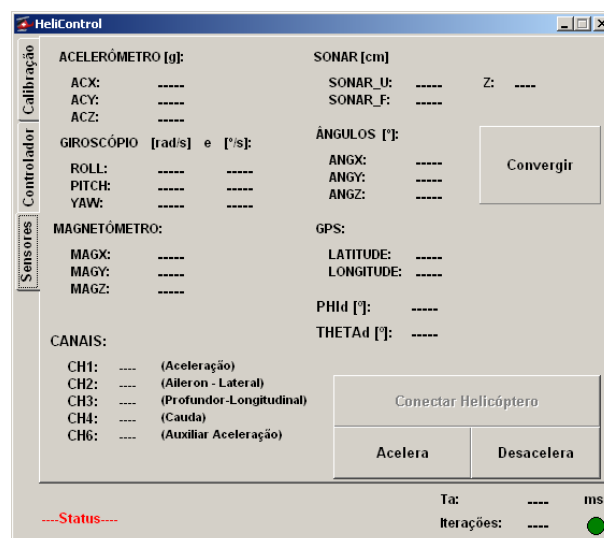 HeliControl
Calibração
Controlador
Sensores
ACELERÔMETRO [g]:
ACX: -----
ACY: -----
ACZ: -----
GIROSCÓPIO [rad/s] e [º/s]:
ROLL: ----- -----
PITCH: ----- -----
YAW: ----- -----
MAGNETÔMETRO:
MAGX: -----
MAGY: -----
MAGZ: -----
CANAIS:
CH1: ---- (Aceleração)
CH2: ---- (Aileron - Lateral)
CH3: ---- (Profundor-Longitudinal)
CH4: ---- (Cauda)
CH6: ---- (Auxiliar Aceleração)
SONAR [cm]
SONAR_U: ----- Z: ----
SONAR_F: -----
ÂNGULOS [º]:
ANGX: -----
ANGY: -----
ANGZ: -----
Convergir
GPS:
LATITUDE: -----
LONGITUDE: -----
PHId [º]: -----
THETAd [º]: -----
Conectar Helicóptero
Acelera Desacelera
----Status----
Ta: ---- ms
Iterações: ----